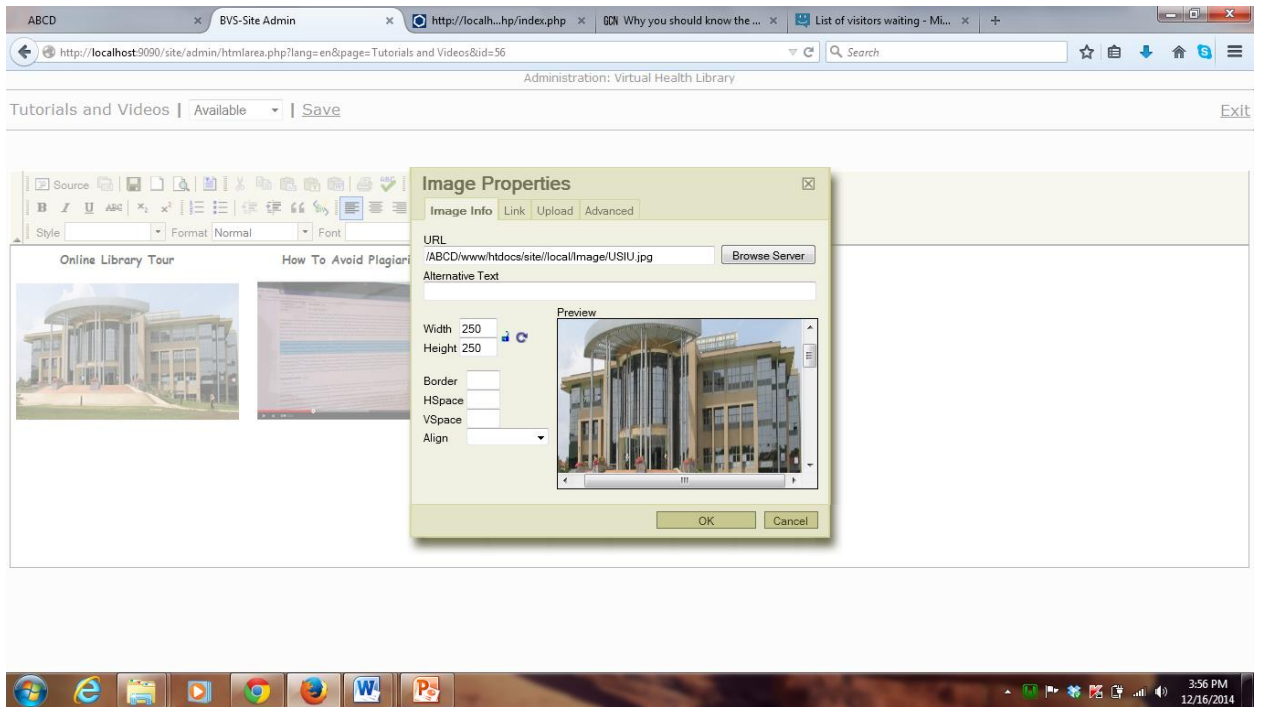 ABCD
BVS-Site Admin
http://localh...hp/index.php
GCN Why you should know the ...
List of visitors waiting - Mi...
http://localhost:9090/site/admin/htmlarea.php?lang=en&page=Tutorials and Videos&id=56
Search
Administration: Virtual Health Library
Tutorials and Videos | Available | Save
Exit
Source
B I U ABC
Style Format Normal Font
Online Library Tour
How To Avoid Plagiari
Image Properties
Image Info Link Upload Advanced
URL
/ABCD/www/htdocs/site//local/Image/USIU.jpg
Browse Server
Alternative Text
Preview
Width 250
Height 250
Border
HSpace
VSpace
Align
OK Cancel
3:56 PM
12/16/2014